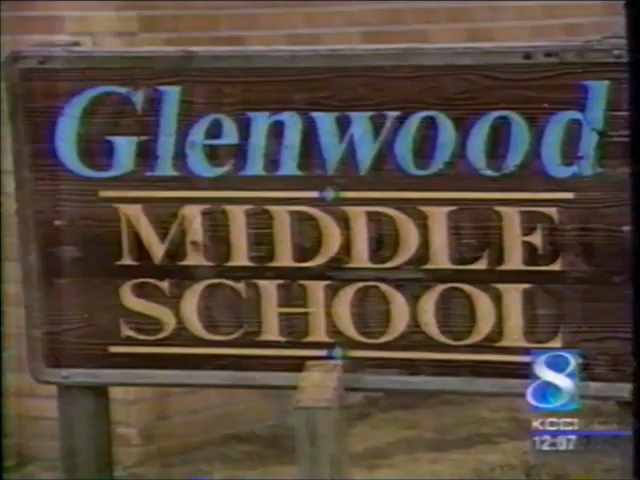 Glenwood
MIDDLE
SCHOOL
8
KCCI
12:07